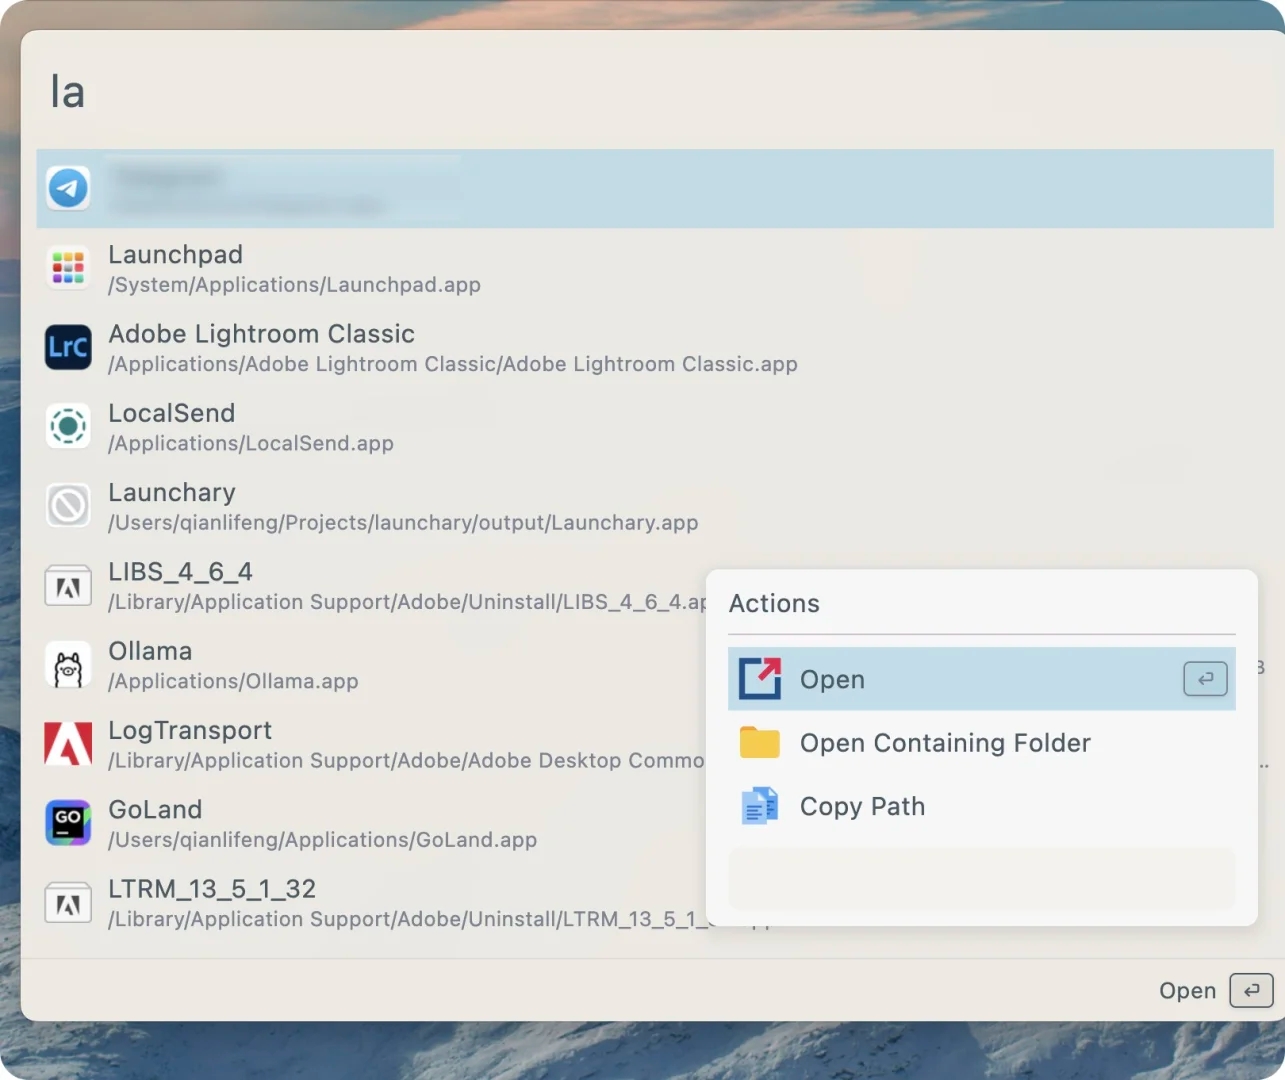 la
Launchpad
/System/Applications/Launchpad.app
LrC
Adobe Lightroom Classic
/Applications/Adobe Lightroom Classic/Adobe Lightroom Classic.app
LocalSend
/Applications/LocalSend.app
Launchary
/Users/qianlifeng/Projects/launchary/output/Launchary.app
LIBS_4_6_4
/Library/Application Support/Adobe/Uninstall/LIBS_4_6_4.ap
Ollama
/Applications/Ollama.app
LogTransport
/Library/Application Support/Adobe/Adobe Desktop Commo
..
GO
GoLand
/Users/qianlifeng/Applications/GoLand.app
LTRM_13_5_1_32
/Library/Application Support/Adobe/Uninstall/LTRM_13_5_1_
Actions
Open
Open Containing Folder
Copy Path
Open